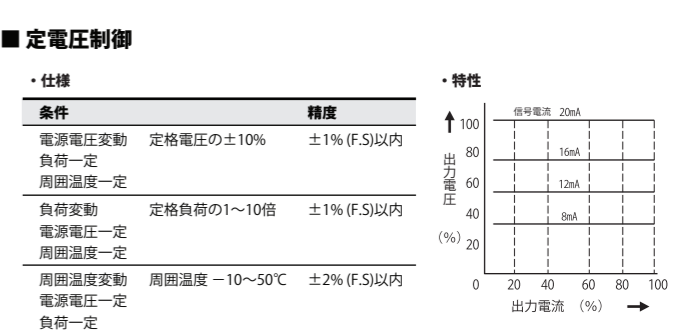 ■ 定電圧制御
・仕様
条件 精度
電源電圧変動 定格電圧の±10% ±1% (F.S)以内
負荷一定
周囲温度一定
負荷変動 定格負荷の1～10倍 ±1% (F.S)以内
電源電圧一定
周囲温度一定
周囲温度変動 周囲温度 －10～50℃ ±2% (F.S)以内
電源電圧一定
負荷一定
・特性
信号電流 20mA
100
80
16mA
出力電圧
60
12mA
40
8mA
(%)
20
0 20 40 60 80 100
出力電流 (%)